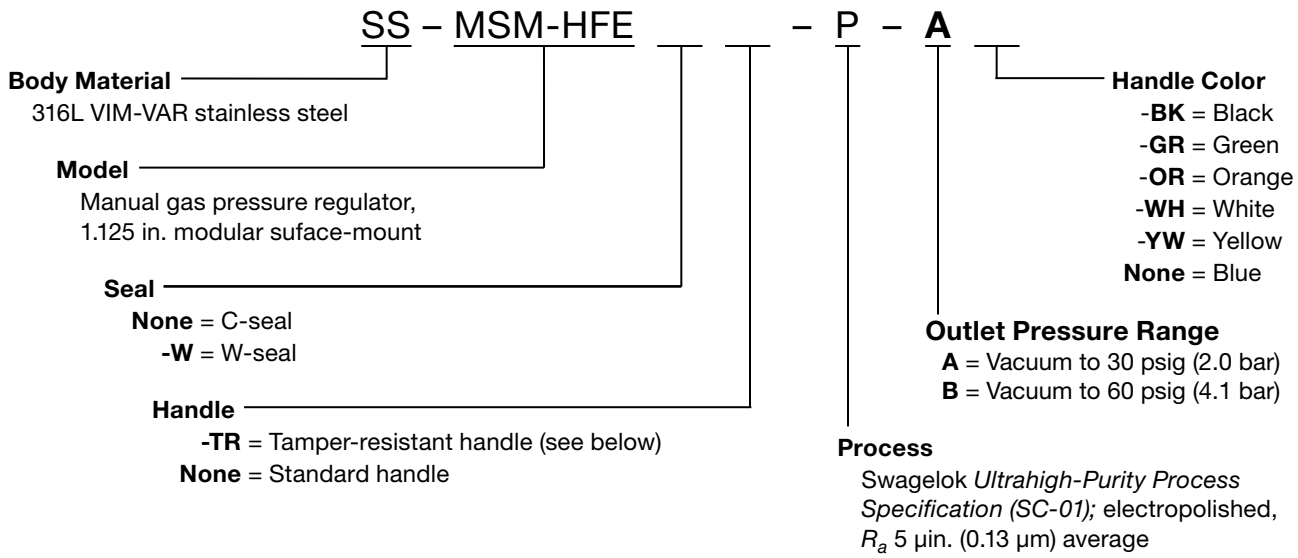 SS – MSM-HFE – P – A
Body Material
316L VIM-VAR stainless steel
Model
Manual gas pressure regulator,
1.125 in. modular suface-mount
Seal
None = C-seal
-W = W-seal
Handle
-TR = Tamper-resistant handle (see below)
None = Standard handle
Handle Color
-BK = Black
-GR = Green
-OR = Orange
-WH = White
-YW = Yellow
None = Blue
Outlet Pressure Range
A = Vacuum to 30 psig (2.0 bar)
B = Vacuum to 60 psig (4.1 bar)
Process
Swagelok Ultrahigh-Purity Process
Specification (SC-01); electropolished,
Ra 5 µin. (0.13 µm) average